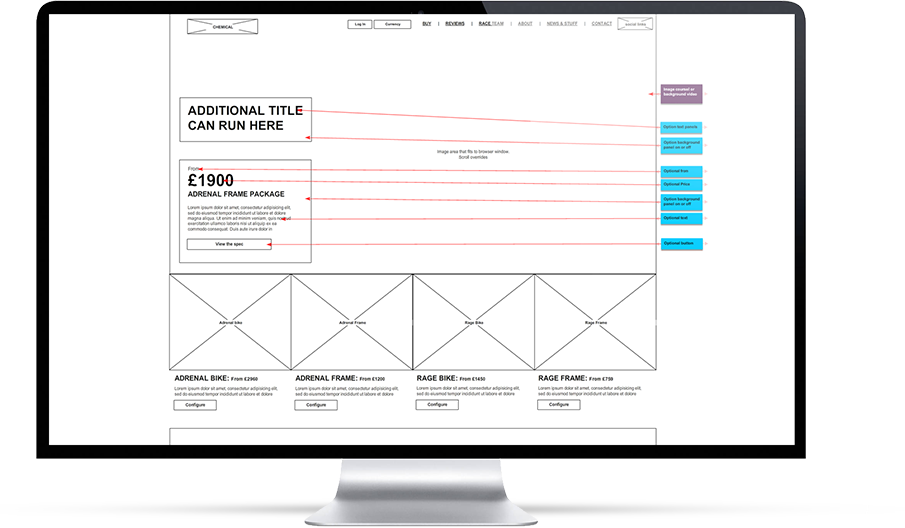 CHEMICAL
Log In
Currency
BUY | REVIEWS | RACE TEAM | ABOUT | NEWS & STUFF | CONTACT
social links
Image created or
background video
ADDITIONAL TITLE
CAN RUN HERE
Option text panels
Option background
panel on or off
Image area that fits to browser window.
Scroll overrides
From
£1900
ADRENAL FRAME PACKAGE
Lorem ipsum dolor sit amet, consectetur adipisicing elit,
sed do eiusmod tempor incididunt ut labore et dolore
magna aliqua. Ut enim ad minim veniam, quis nostrud
exercitation ullamco laboris nisi ut aliquip ex ea
commodo consequat. Duis aute irure dolor in
View the spec
Optional from
Optional Price
Option background
panel on or off
Optional text
Optional button
Adrenal bike
Adrenal Frame
Rage Bike
Rage Frame
ADRENAL BIKE: From £2960
Lorem ipsum dolor sit amet, consectetur adipisicing
elit, sed do eiusmod tempor incididunt ut labore et dolore
Configure
ADRENAL FRAME: From £1200
Lorem ipsum dolor sit amet, consectetur adipisicing
elit, sed do eiusmod tempor incididunt ut labore et dolore
Configure
RAGE BIKE: From £1450
Lorem ipsum dolor sit amet, consectetur adipisicing
elit, sed do eiusmod tempor incididunt ut labore et dolore
Configure
RAGE FRAME: From £759
Lorem ipsum dolor sit amet, consectetur adipisicing
elit, sed do eiusmod tempor incididunt ut labore et dolore
Configure